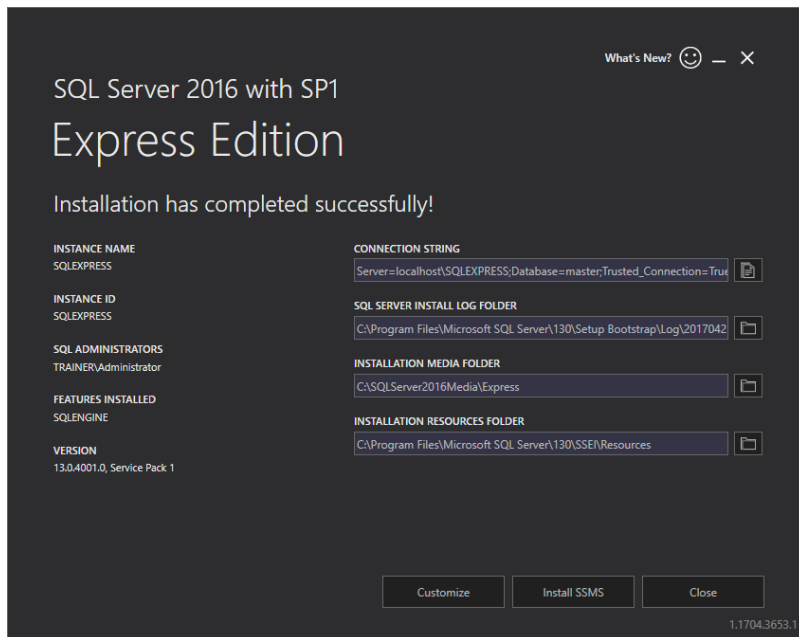 What's New?
SQL Server 2016 with SP1
Express Edition
Installation has completed successfully!
INSTANCE NAME
SQLEXPRESS
INSTANCE ID
SQLEXPRESS
SQL ADMINISTRATORS
TRAINER\Administrator
FEATURES INSTALLED
SQLENGINE
VERSION
13.0.4001.0, Service Pack 1
CONNECTION STRING
Server=localhost\SQLEXPRESS;Database=master;Trusted_Connection=True
SQL SERVER INSTALL LOG FOLDER
C:\Program Files\Microsoft SQL Server\130\Setup Bootstrap\Log\2017042
INSTALLATION MEDIA FOLDER
C:\SQLServer2016Media\Express
INSTALLATION RESOURCES FOLDER
C:\Program Files\Microsoft SQL Server\130\SSEI\Resources
Customize
Install SSMS
Close
1.1704.3653.1